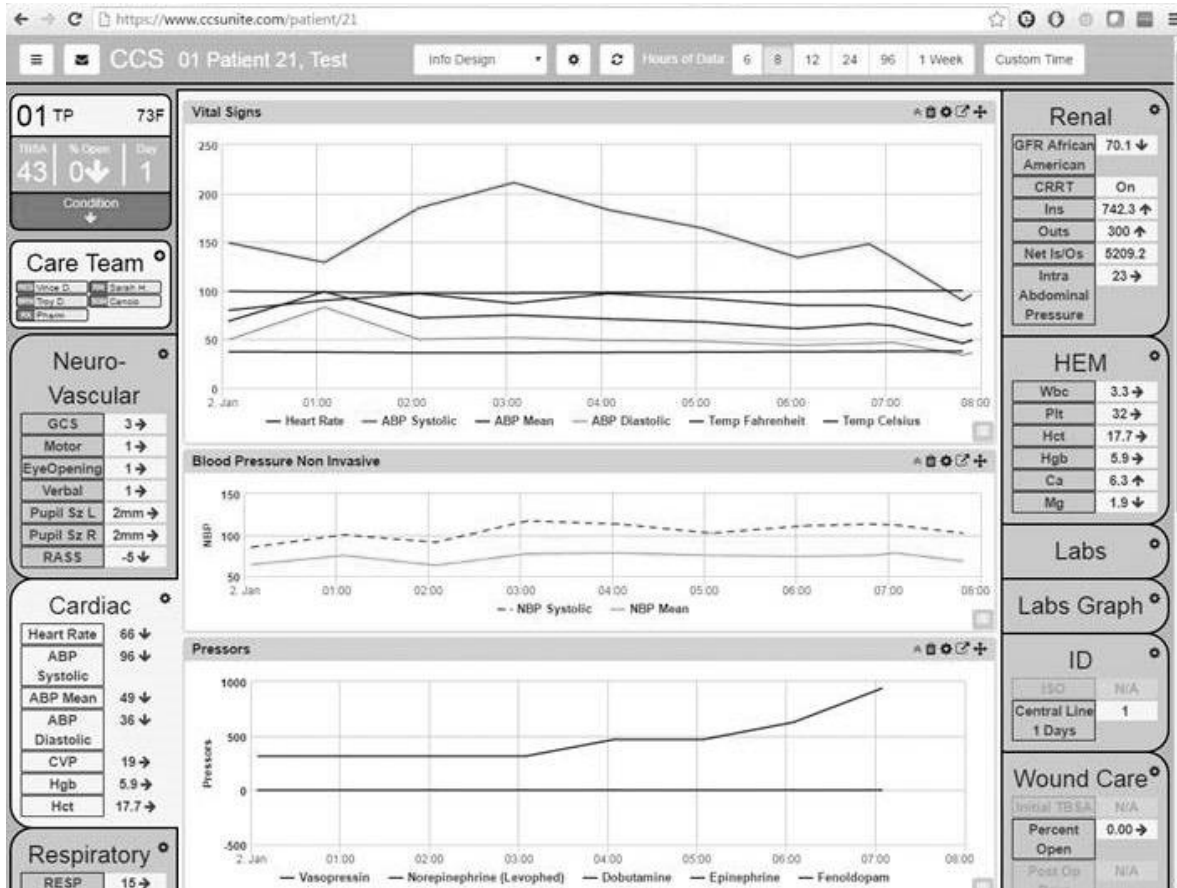 https://www.ccsunite.com/patient/21
CCS 01 Patient 21, Test
Info Design
Hours of Data
6 8 12 24 96 1 Week
Custom Time
01 TP 73F
TBSA % Open Day
43 0 1
Condition
Care Team
Vince D. Sarah H.
Troy D.
Pharm
Neuro-
Vascular
GCS 3
Motor 1
EyeOpening 1
Verbal 1
Pupil Sz L 2mm
Pupil Sz R 2mm
RASS -5
Cardiac
Heart Rate 66
ABP 96
Systolic
ABP Mean 49
ABP 36
Diastolic
CVP 19
Hgb 5.9
Hct 17.7
Respiratory
RESP 15
Vital Signs
250
200
150
100
50
0
2. Jan 01:00 02:00 03:00 04:00 05:00 06:00 07:00 08:00
Heart Rate ABP Systolic ABP Mean ABP Diastolic Temp Fahrenheit Temp Celsius
Blood Pressure Non Invasive
150
100
50
NBP
2. Jan 01:00 02:00 03:00 04:00 05:00 06:00 07:00 08:00
NBP Systolic NBP Mean
Pressors
1000
500
0
-500
Pressors
2. Jan 01:00 02:00 03:00 04:00 05:00 06:00 07:00 08:00
Vasopressin Norepinephrine (Levophed) Dobutamine Epinephrine Fenoldopam
Renal
GFR African 70.1
American
CRRT On
Ins 742.3
Outs 300
Net Is/Os 5209.2
Intra 23
Abdominal
Pressure
HEM
Wbc 3.3
Plt 32
Hct 17.7
Hgb 5.9
Ca 6.3
Mg 1.9
Labs
Labs Graph
ID
ISO N/A
Central Line 1
1 Days
Wound Care
Initial TBSA N/A
Percent 0.00
Open
Post Op N/A